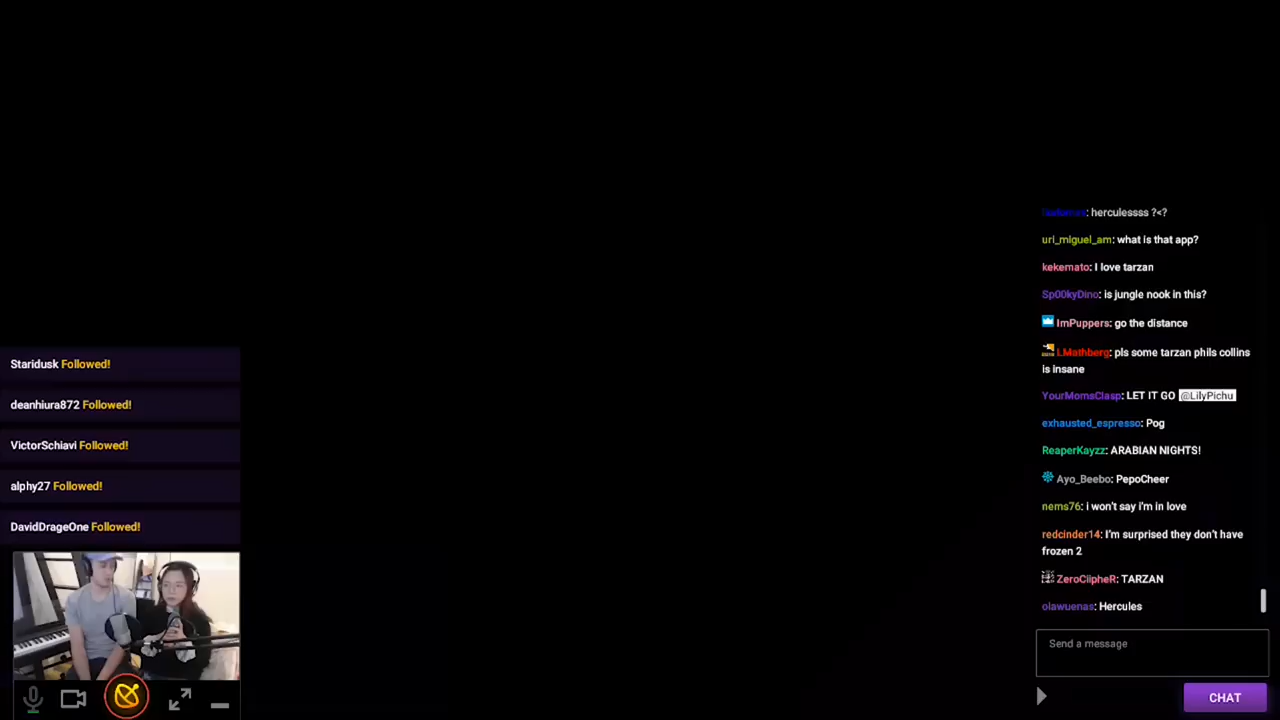 Staridusk Followed!
deanhiura872 Followed!
VictorSchiavi Followed!
alphy27 Followed!
DavidDrageOne Followed!
: herculessss ?<?
uri_miguel_am: what is that app?
kekemato: I love tarzan
Sp00kyDino: is jungle nook in this?
ImPuppers: go the distance
LMathberg: pls some tarzan phils collins
is insane
YourMomsClasp: LET IT GO @LilyPichu
exhausted_espresso: Pog
ReaperKayzz: ARABIAN NIGHTS!
Ayo_Beebo: PepoCheer
nems76: i won't say i'm in love
redcinder14: I'm surprised they don't have
frozen 2
ZeroCiipheR: TARZAN
olawuenas: Hercules
Send a message
CHAT